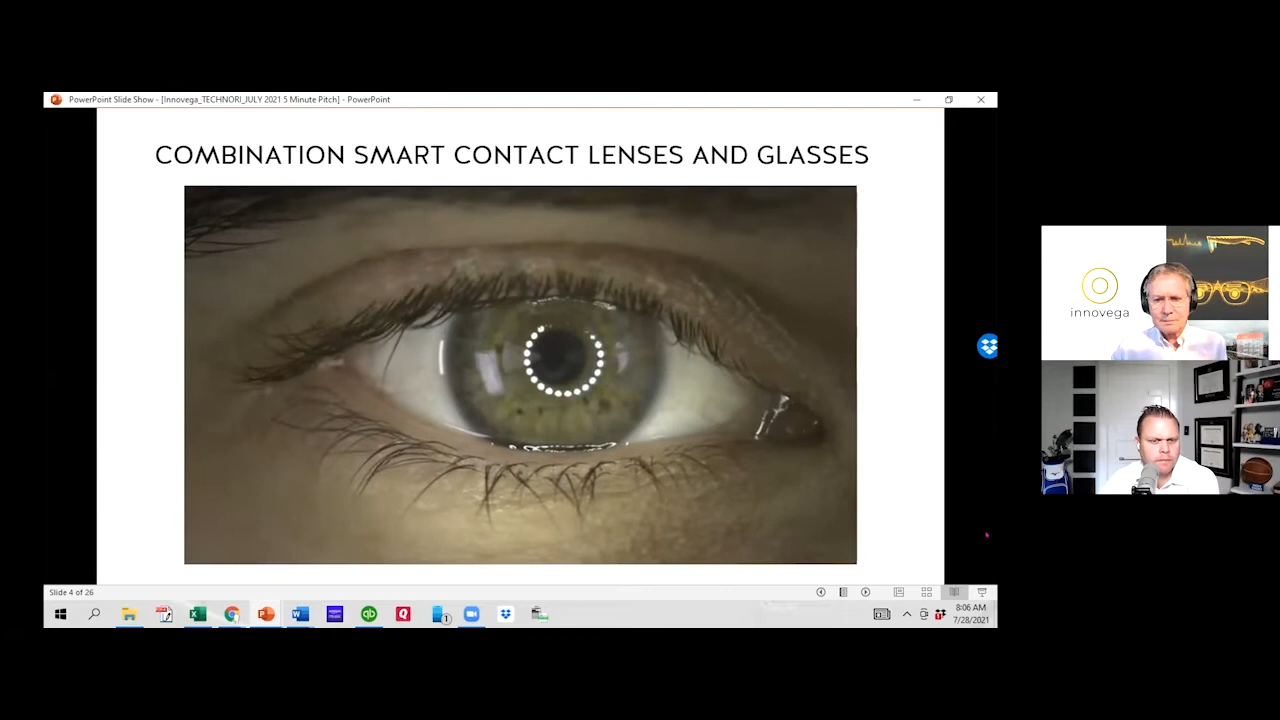 PowerPoint Slide Show - [Innovega_TECHNORI_JULY 2021 5 Minute Pitch] - PowerPoint
COMBINATION SMART CONTACT LENSES AND GLASSES
innovega
Slide 4 of 26
8:06 AM
7/28/2021